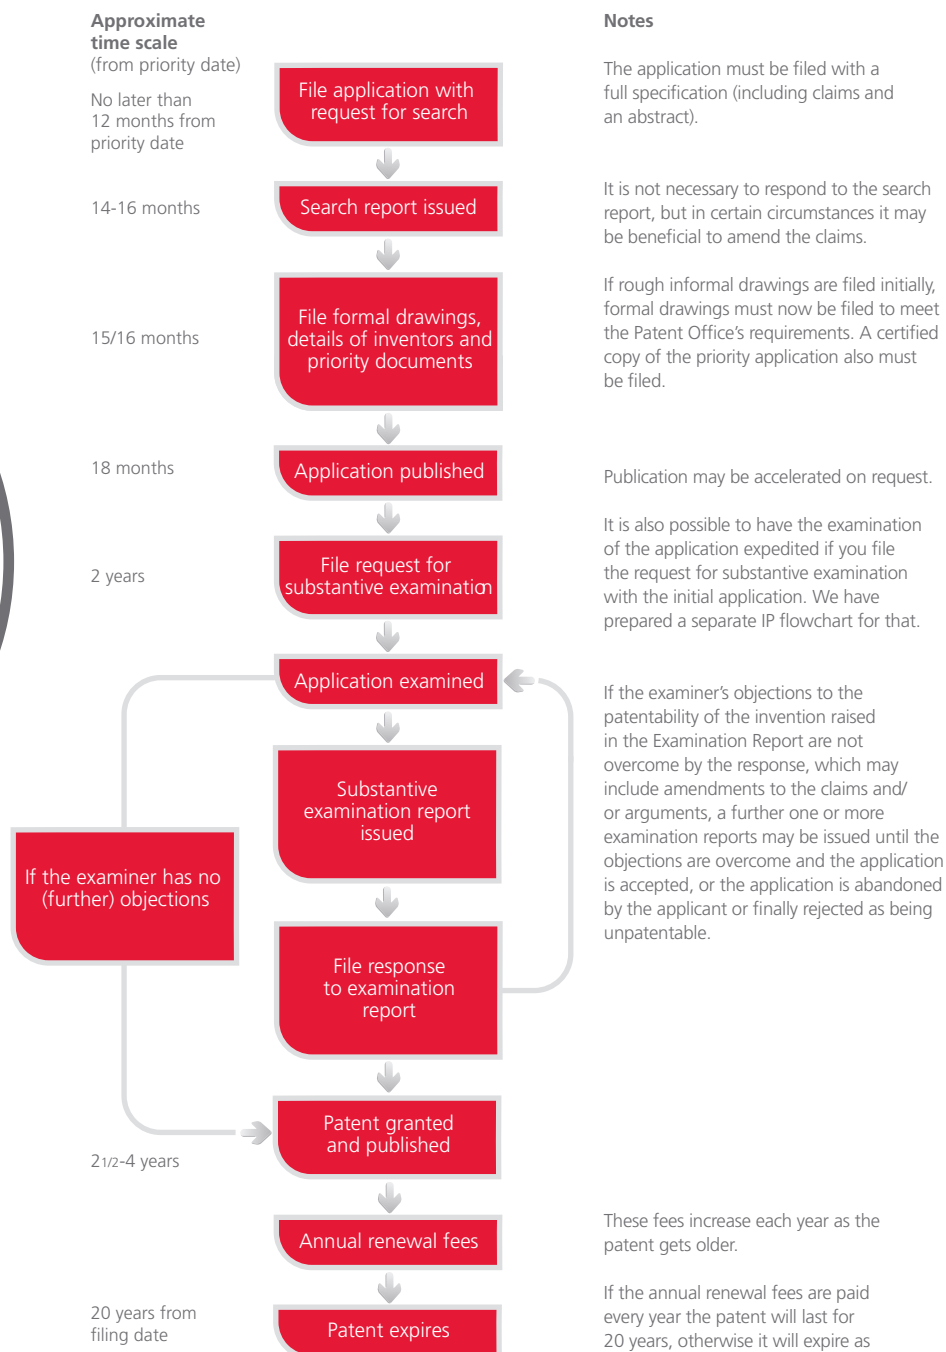 Approximate
time scale
(from priority date)
Notes
No later than
12 months from
priority date
File application with
request for search
The application must be filed with a
full specification (including claims and
an abstract).
14-16 months
Search report issued
It is not necessary to respond to the search
report, but in certain circumstances it may
be beneficial to amend the claims.
15/16 months
File formal drawings,
details of inventors and
priority documents
If rough informal drawings are filed initially,
formal drawings must now be filed to meet
the Patent Office's requirements. A certified
copy of the priority application also must
be filed.
18 months
Application published
Publication may be accelerated on request.
2 years
File request for
substantive examination
It is also possible to have the examination
of the application expedited if you file
the request for substantive examination
with the initial application. We have
prepared a separate IP flowchart for that.
Application examined
Substantive
examination report
issued
If the examiner's objections to the
patentability of the invention raised
in the Examination Report are not
overcome by the response, which may
include amendments to the claims and/
or arguments, a further one or more
examination reports may be issued until the
objections are overcome and the application
is accepted, or the application is abandoned
by the applicant or finally rejected as being
unpatentable.
If the examiner has no
(further) objections
File response
to examination
report
Patent granted
and published
21/2-4 years
Annual renewal fees
These fees increase each year as the
patent gets older.
20 years from
filing date
Patent expires
If the annual renewal fees are paid
every year the patent will last for
20 years, otherwise it will expire as